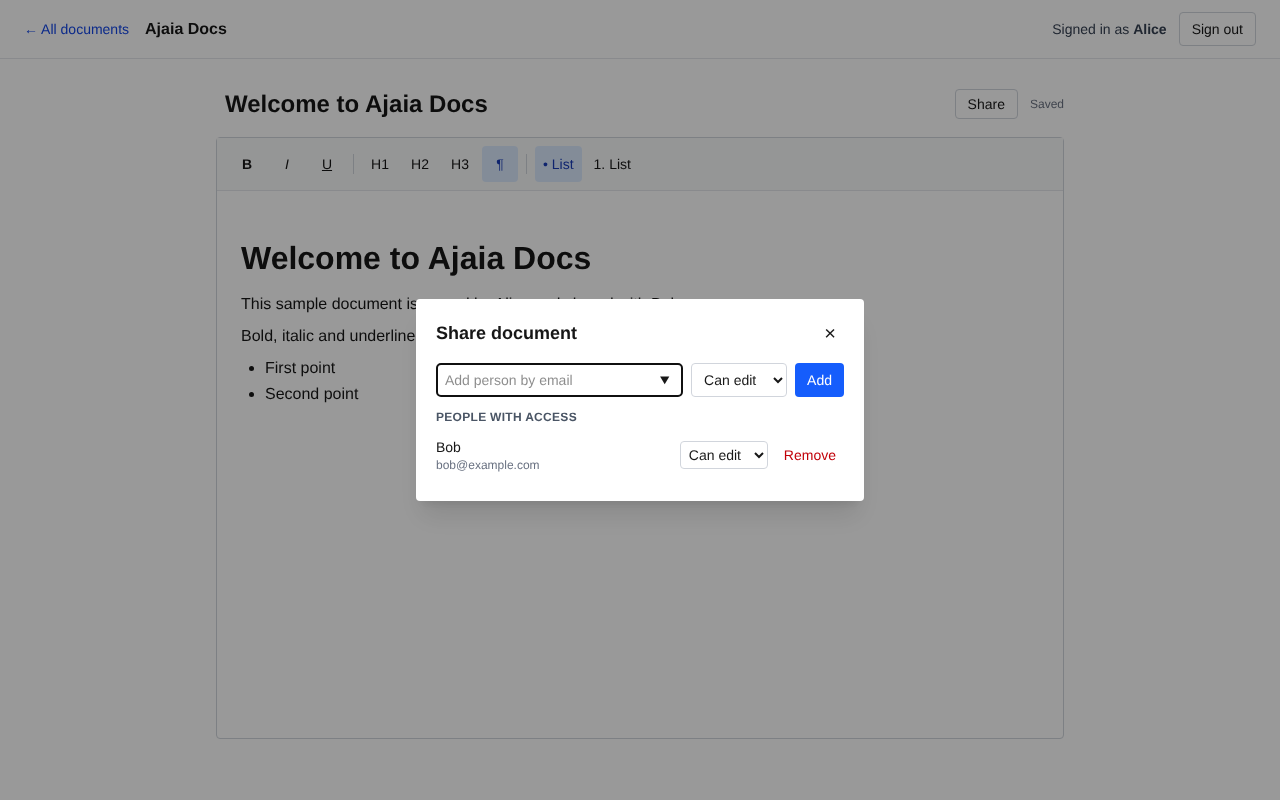 ← All documents Ajaia Docs Signed in as Alice Sign out
Welcome to Ajaia Docs Share Saved
B I U H1 H2 H3 ¶ • List 1. List
Welcome to Ajaia Docs
This sample document is
Bold, italic and underline
• First point
• Second point
Share document ×
Add person by email ▼ Can edit Add
PEOPLE WITH ACCESS
Bob
bob@example.com Can edit Remove